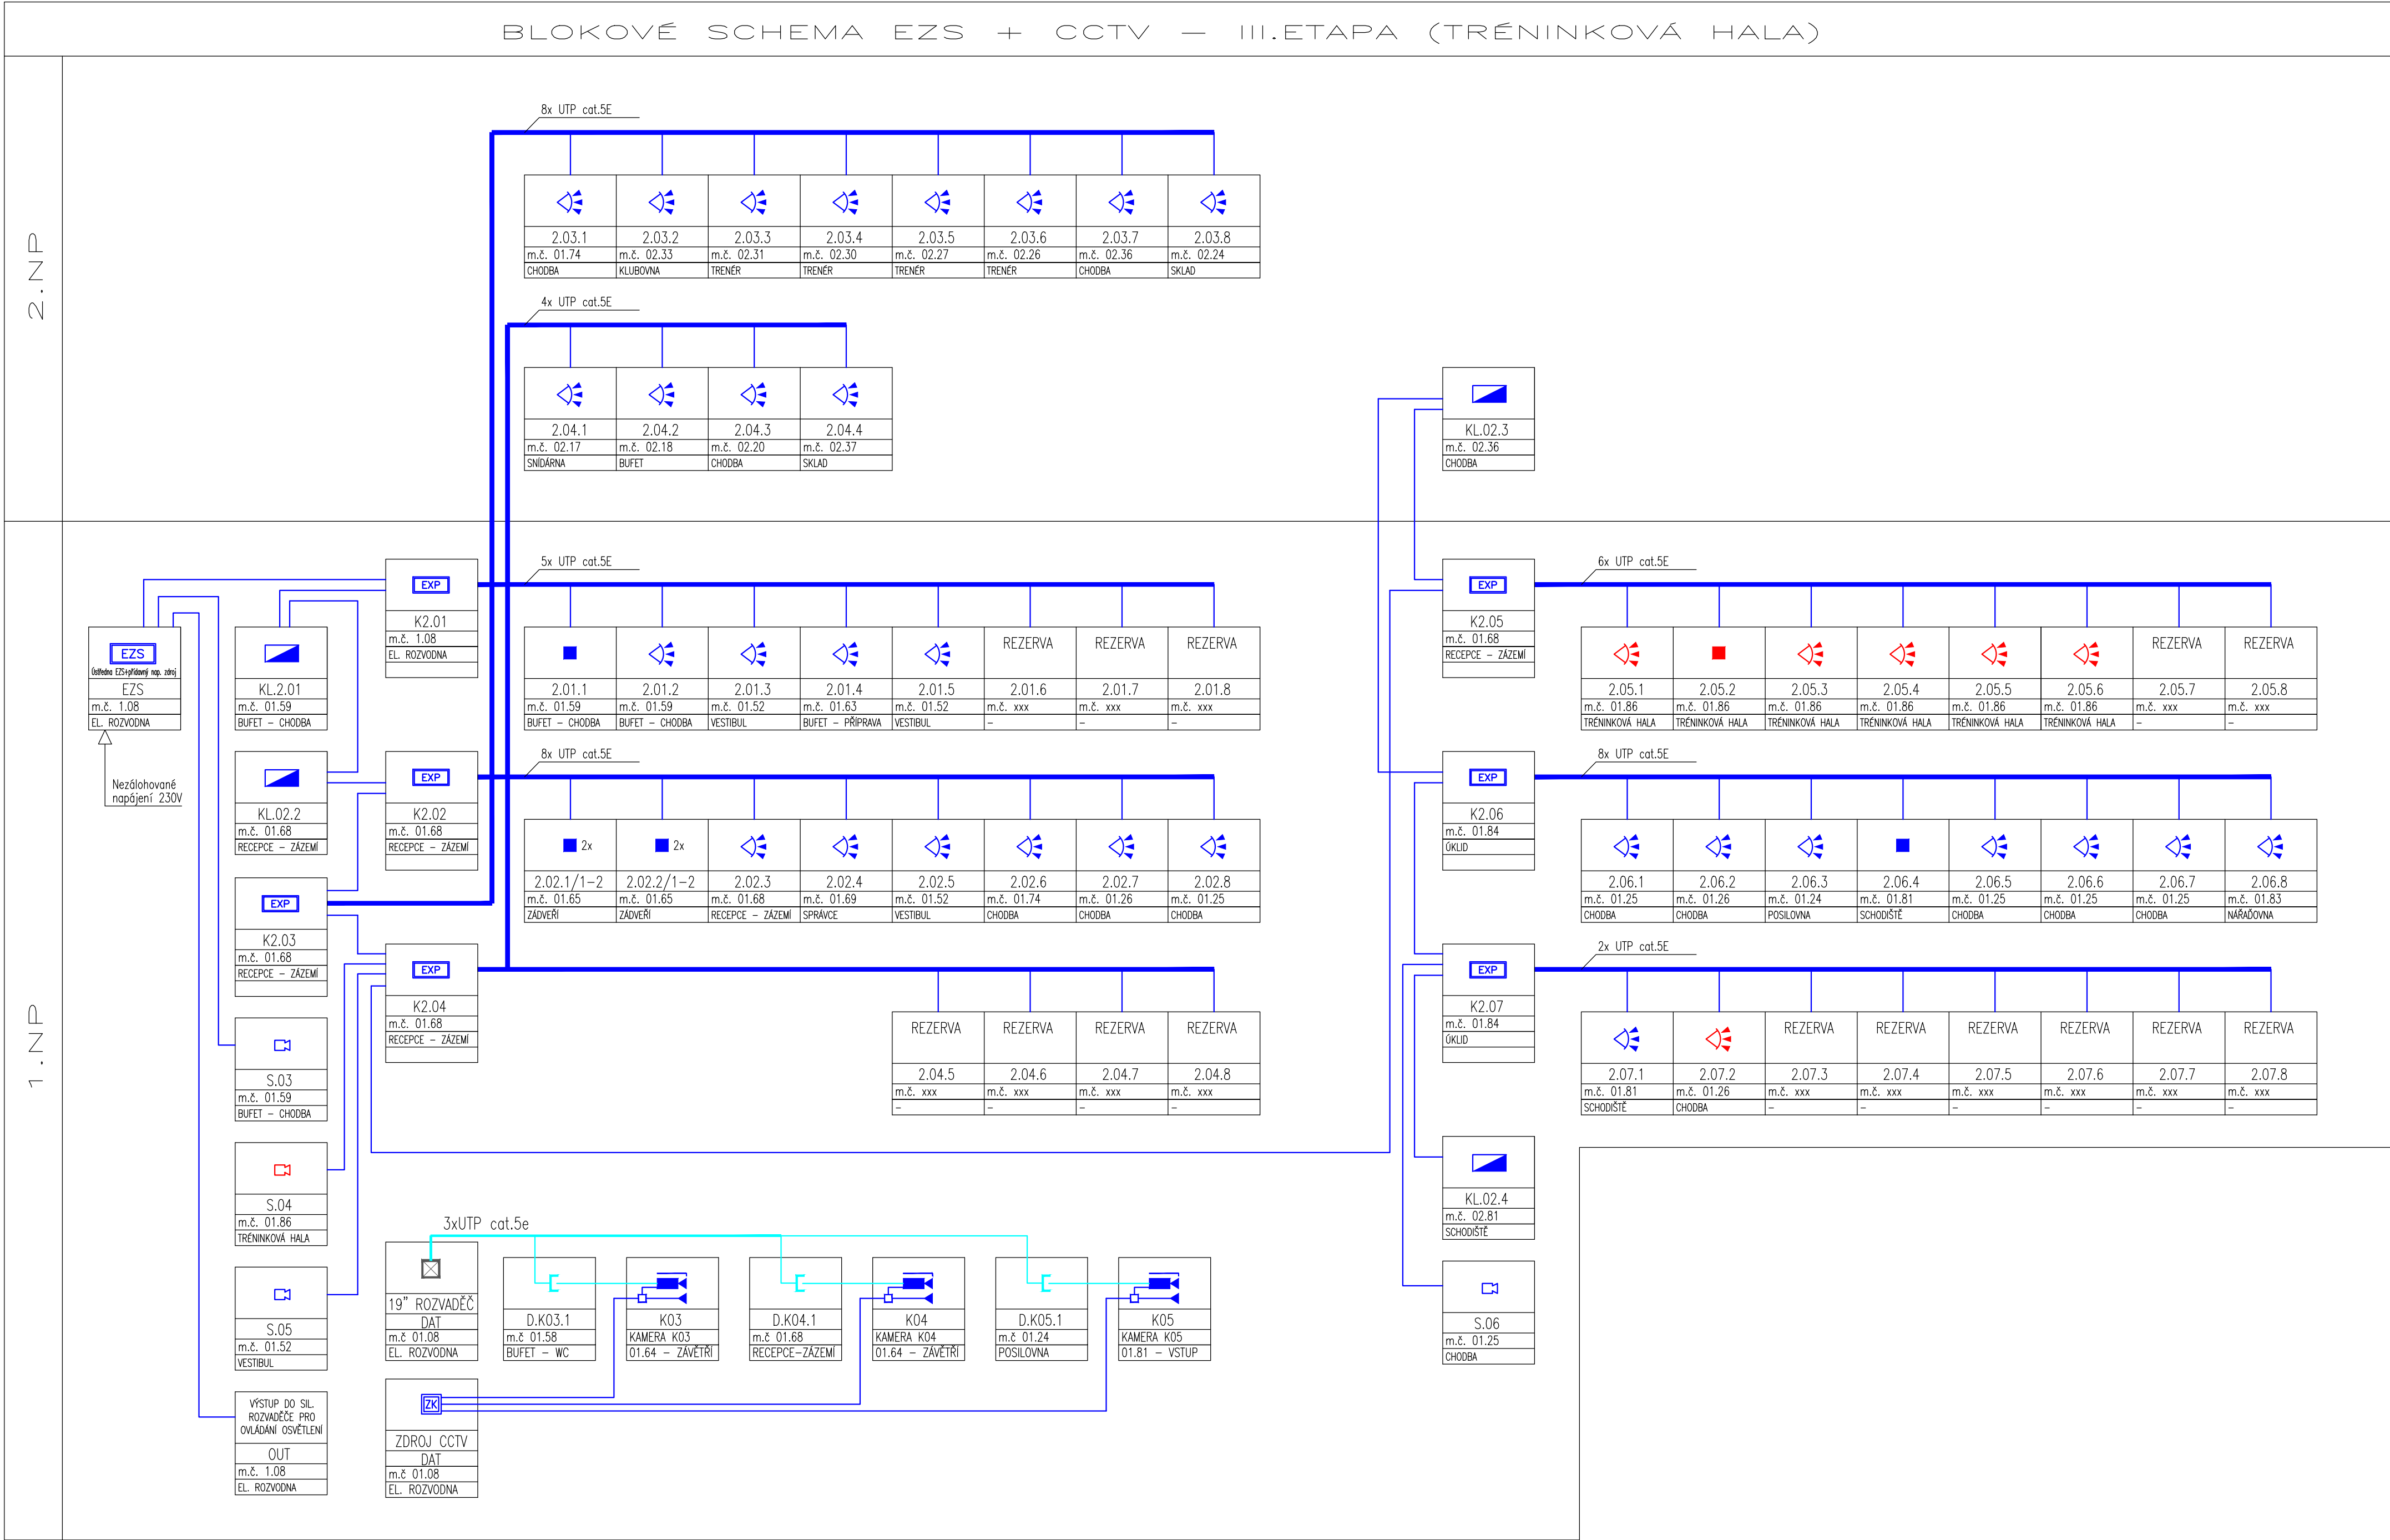 BLOKOVÉ SCHEMA EZS + CCTV – III.ETAPA (TRÉNINKOVÁ HALA)
2.NP
8x UTP cat.5E
2.03.1 2.03.2 2.03.3 2.03.4 2.03.5 2.03.6 2.03.7 2.03.8
m.č. 01.74 m.č. 02.33 m.č. 02.31 m.č. 02.30 m.č. 02.27 m.č. 02.26 m.č. 02.36 m.č. 02.24
CHODBA KLUBOVNA TRENÉR TRENÉR TRENÉR TRENÉR CHODBA SKLAD
4x UTP cat.5E
2.04.1 2.04.2 2.04.3 2.04.4
m.č. 02.17 m.č. 02.18 m.č. 02.20 m.č. 02.37
SNÍDÁRNA BUFET CHODBA SKLAD
KL.02.3
m.č. 02.36
CHODBA
1.NP
EZS
Ústředna EZS+přídavný nap. zdroj
EZS
m.č. 1.08
EL. ROZVODNA
Nezálohované
napájení 230V
KL.2.01
m.č. 01.59
BUFET – CHODBA
KL.02.2
m.č. 01.68
RECEPCE – ZÁZEMÍ
EXP
K2.03
m.č. 01.68
RECEPCE – ZÁZEMÍ
S.03
m.č. 01.59
BUFET – CHODBA
S.04
m.č. 01.86
TRÉNINKOVÁ HALA
S.05
m.č. 01.52
VESTIBUL
VÝSTUP DO SIL.
ROZVADĚČE PRO
OVLÁDÁNÍ OSVĚTLENÍ
OUT
m.č. 1.08
EL. ROZVODNA
EXP
K2.01
m.č. 1.08
EL. ROZVODNA
5x UTP cat.5E
REZERVA REZERVA REZERVA
2.01.1 2.01.2 2.01.3 2.01.4 2.01.5 2.01.6 2.01.7 2.01.8
m.č. 01.59 m.č. 01.59 m.č. 01.52 m.č. 01.63 m.č. 01.52 m.č. xxx m.č. xxx m.č. xxx
BUFET – CHODBA BUFET – CHODBA VESTIBUL BUFET – PŘÍPRAVA VESTIBUL – – –
EXP
K2.02
m.č. 01.68
RECEPCE – ZÁZEMÍ
8x UTP cat.5E
2x 2x
2.02.1/1-2 2.02.2/1-2 2.02.3 2.02.4 2.02.5 2.02.6 2.02.7 2.02.8
m.č. 01.65 m.č. 01.65 m.č. 01.68 m.č. 01.69 m.č. 01.52 m.č. 01.74 m.č. 01.26 m.č. 01.25
ZÁDVEŘÍ ZÁDVEŘÍ RECEPCE – ZÁZEMÍ SPRÁVCE VESTIBUL CHODBA CHODBA CHODBA
EXP
K2.04
m.č. 01.68
RECEPCE – ZÁZEMÍ
REZERVA REZERVA REZERVA REZERVA
2.04.5 2.04.6 2.04.7 2.04.8
m.č. xxx m.č. xxx m.č. xxx m.č. xxx
– – – –
EXP
K2.05
m.č. 01.68
RECEPCE – ZÁZEMÍ
6x UTP cat.5E
REZERVA REZERVA
2.05.1 2.05.2 2.05.3 2.05.4 2.05.5 2.05.6 2.05.7 2.05.8
m.č. 01.86 m.č. 01.86 m.č. 01.86 m.č. 01.86 m.č. 01.86 m.č. 01.86 m.č. xxx m.č. xxx
TRÉNINKOVÁ HALA TRÉNINKOVÁ HALA TRÉNINKOVÁ HALA TRÉNINKOVÁ HALA TRÉNINKOVÁ HALA TRÉNINKOVÁ HALA – –
EXP
K2.06
m.č. 01.84
ÚKLID
8x UTP cat.5E
2.06.1 2.06.2 2.06.3 2.06.4 2.06.5 2.06.6 2.06.7 2.06.8
m.č. 01.25 m.č. 01.26 m.č. 01.24 m.č. 01.81 m.č. 01.25 m.č. 01.25 m.č. 01.25 m.č. 01.83
CHODBA CHODBA POSILOVNA SCHODIŠTĚ CHODBA CHODBA CHODBA NÁŘAĎOVNA
EXP
K2.07
m.č. 01.84
ÚKLID
2x UTP cat.5E
REZERVA REZERVA REZERVA REZERVA REZERVA REZERVA
2.07.1 2.07.2 2.07.3 2.07.4 2.07.5 2.07.6 2.07.7 2.07.8
m.č. 01.81 m.č. 01.26 m.č. xxx m.č. xxx m.č. xxx m.č. xxx m.č. xxx m.č. xxx
SCHODIŠTĚ CHODBA – – – – – –
KL.02.4
m.č. 02.81
SCHODIŠTĚ
S.06
m.č. 01.25
CHODBA
3xUTP cat.5e
19" ROZVADĚČ
DAT
m.č 01.08
EL. ROZVODNA
D.K03.1
m.č 01.58
BUFET – WC
K03
KAMERA K03
01.64 – ZÁVĚTŘÍ
D.K04.1
m.č 01.68
RECEPCE–ZÁZEMÍ
K04
KAMERA K04
01.64 – ZÁVĚTŘÍ
D.K05.1
m.č 01.24
POSILOVNA
K05
KAMERA K05
01.81 – VSTUP
ZK
ZDROJ CCTV
DAT
m.č 01.08
EL. ROZVODNA